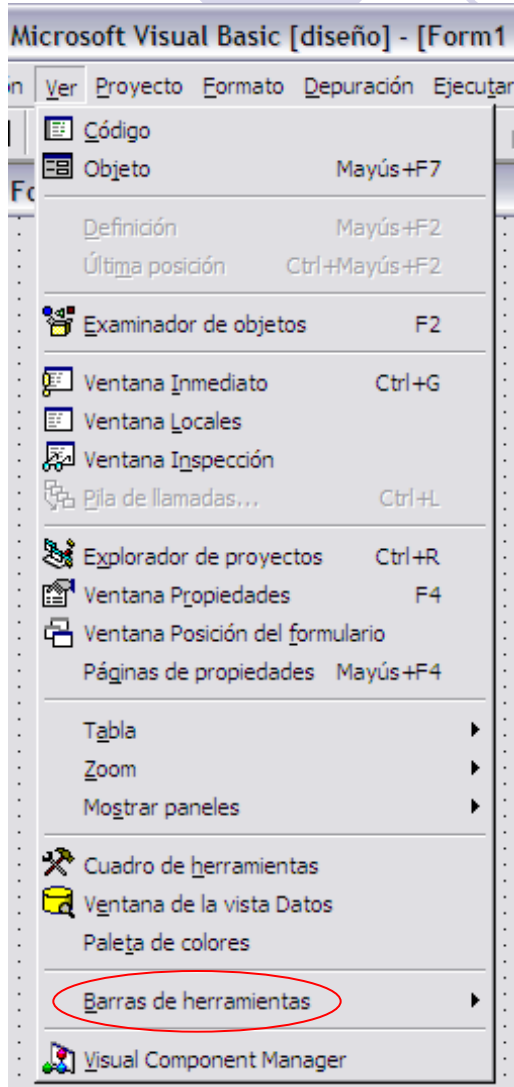 Microsoft Visual Basic [diseño] - [Form1
Ver Proyecto Formato Depuración Ejecutar
Código
Objeto Mayús+F7
Definición Mayús+F2
Última posición Ctrl+Mayús+F2
Examinador de objetos F2
Ventana Inmediato Ctrl+G
Ventana Locales
Ventana Inspección
Pila de llamadas... Ctrl+L
Explorador de proyectos Ctrl+R
Ventana Propiedades F4
Ventana Posición del formulario
Páginas de propiedades Mayús+F4
Tabla
Zoom
Mostrar paneles
Cuadro de herramientas
Ventana de la vista Datos
Paleta de colores
Barras de herramientas
Visual Component Manager